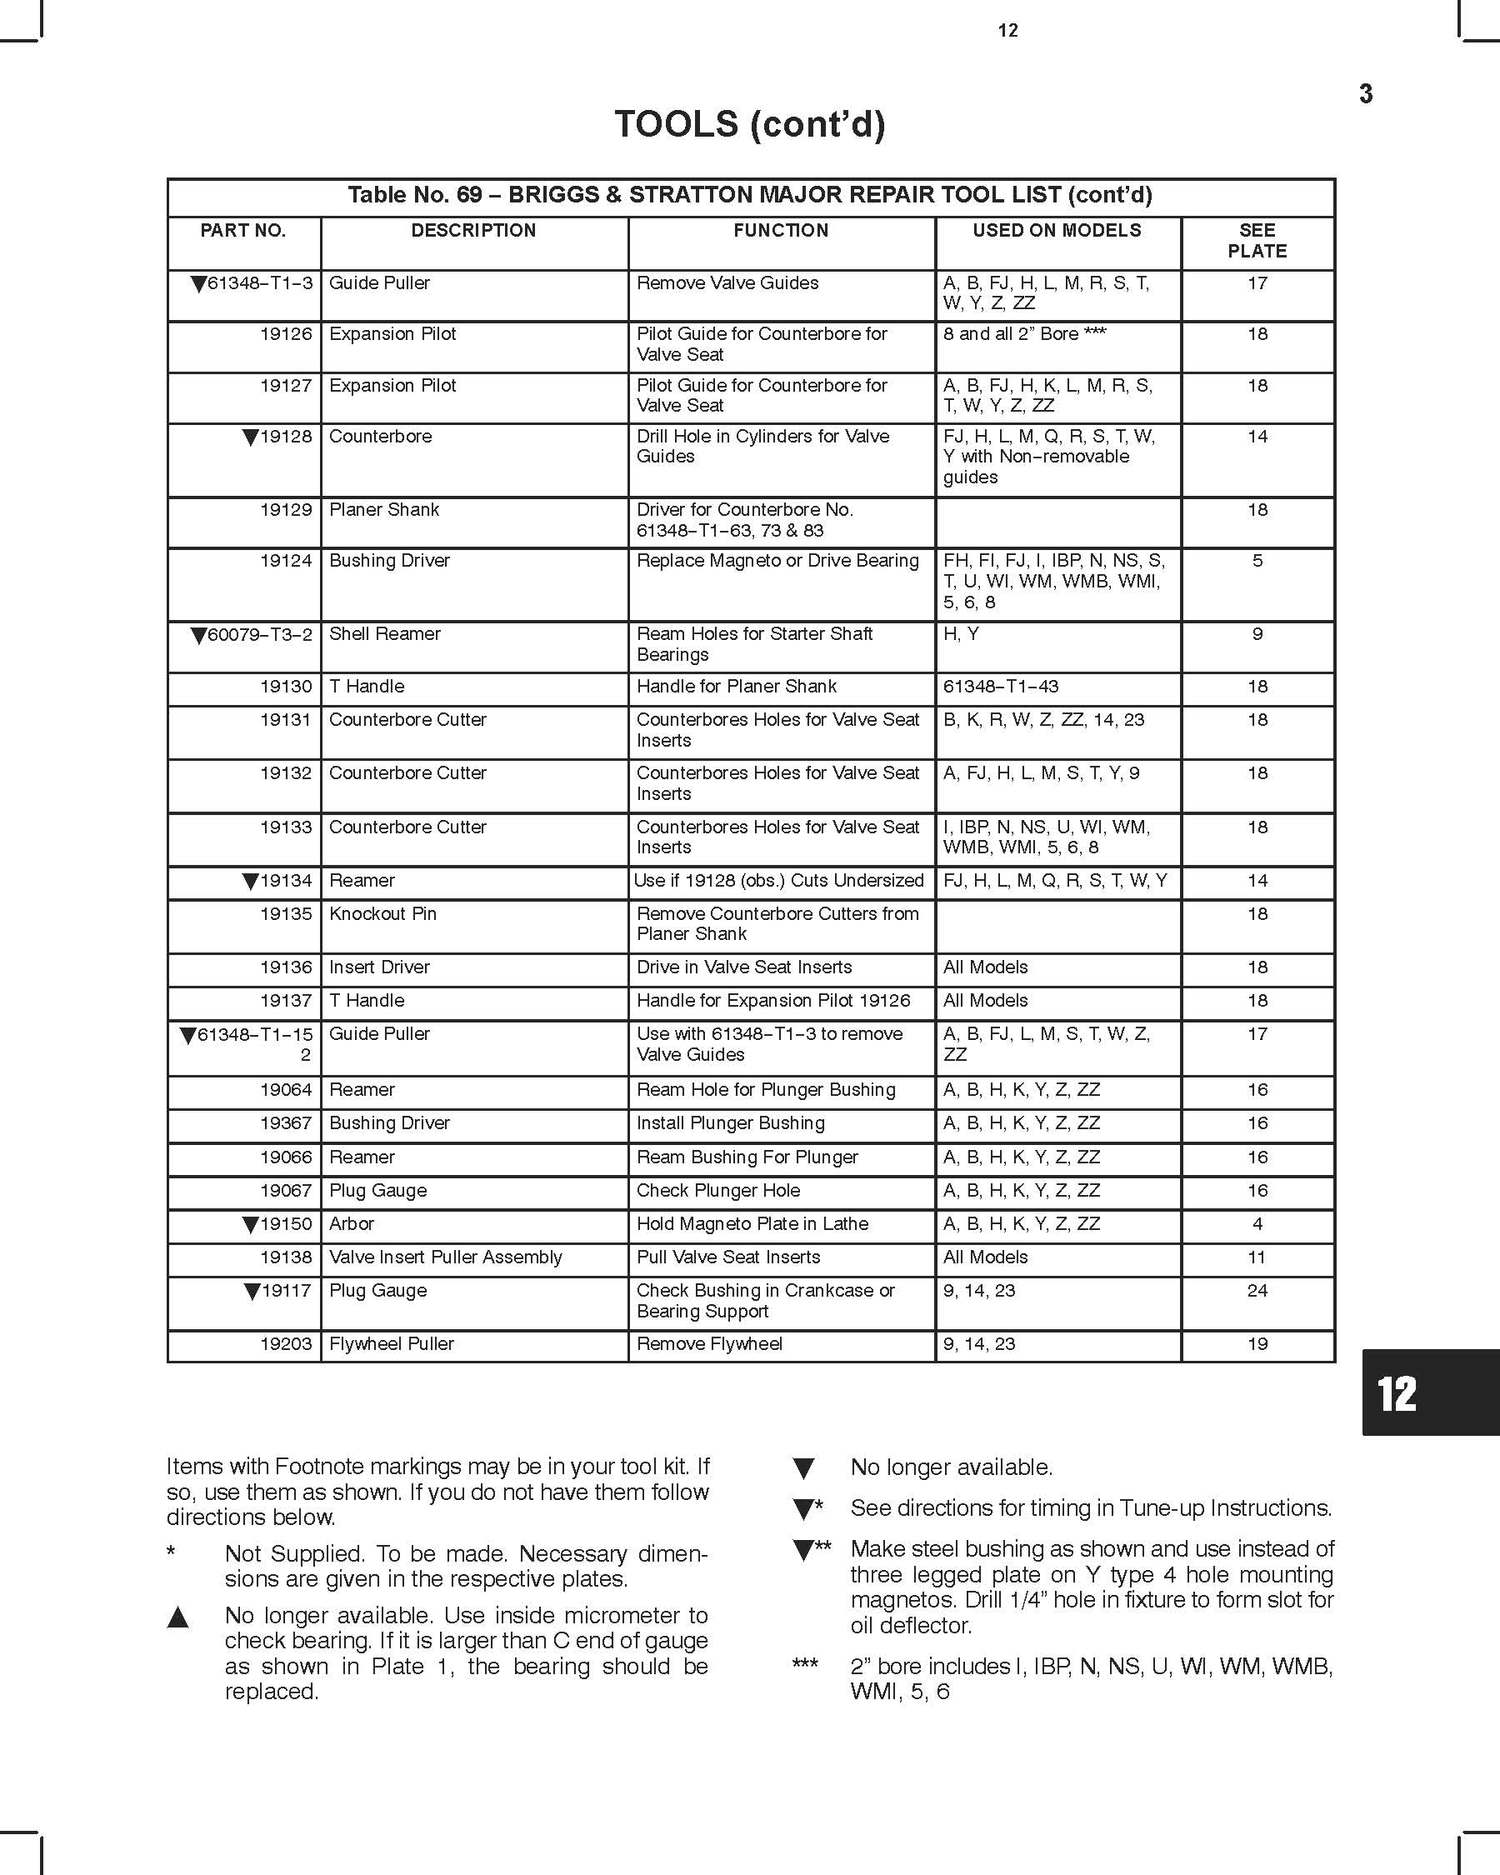 12
3
TOOLS (cont’d)
Table No. 69 – BRIGGS & STRATTON MAJOR REPAIR TOOL LIST (cont’d)
PART NO. DESCRIPTION FUNCTION USED ON MODELS SEE
PLATE
▼61348–T1–3 Guide Puller Remove Valve Guides A, B, FJ, H, L, M, R, S, T, 17
W, Y, Z, ZZ
19126 Expansion Pilot Pilot Guide for Counterbore for 8 and all 2” Bore *** 18
Valve Seat
19127 Expansion Pilot Pilot Guide for Counterbore for A, B, FJ, H, K, L, M, R, S, 18
Valve Seat T, W, Y, Z, ZZ
▼19128 Counterbore Drill Hole in Cylinders for Valve FJ, H, L, M, Q, R, S, T, W, 14
Guides Y with Non–removable
guides
19129 Planer Shank Driver for Counterbore No. 18
61348–T1–63, 73 & 83
19124 Bushing Driver Replace Magneto or Drive Bearing FH, FI, FJ, I, IBP, N, NS, S, 5
T, U, WI, WM, WMB, WMI,
5, 6, 8
▼60079–T3–2 Shell Reamer Ream Holes for Starter Shaft H, Y 9
Bearings
19130 T Handle Handle for Planer Shank 61348–T1–43 18
19131 Counterbore Cutter Counterbores Holes for Valve Seat B, K, R, W, Z, ZZ, 14, 23 18
Inserts
19132 Counterbore Cutter Counterbores Holes for Valve Seat A, FJ, H, L, M, S, T, Y, 9 18
Inserts
19133 Counterbore Cutter Counterbores Holes for Valve Seat I, IBP, N, NS, U, WI, WM, 18
Inserts WMB, WMI, 5, 6, 8
▼19134 Reamer Use if 19128 (obs.) Cuts Undersized FJ, H, L, M, Q, R, S, T, W, Y 14
19135 Knockout Pin Remove Counterbore Cutters from 18
Planer Shank
19136 Insert Driver Drive in Valve Seat Inserts All Models 18
19137 T Handle Handle for Expansion Pilot 19126 All Models 18
▼61348–T1–15 Guide Puller Use with 61348–T1–3 to remove A, B, FJ, L, M, S, T, W, Z, 17
2 Valve Guides ZZ
19064 Reamer Ream Hole for Plunger Bushing A, B, H, K, Y, Z, ZZ 16
19367 Bushing Driver Install Plunger Bushing A, B, H, K, Y, Z, ZZ 16
19066 Reamer Ream Bushing For Plunger A, B, H, K, Y, Z, ZZ 16
19067 Plug Gauge Check Plunger Hole A, B, H, K, Y, Z, ZZ 16
▼19150 Arbor Hold Magneto Plate in Lathe A, B, H, K, Y, Z, ZZ 4
19138 Valve Insert Puller Assembly Pull Valve Seat Inserts All Models 11
▼19117 Plug Gauge Check Bushing in Crankcase or 9, 14, 23 24
Bearing Support
19203 Flywheel Puller Remove Flywheel 9, 14, 23 19
12
Items with Footnote markings may be in your tool kit. If
so, use them as shown. If you do not have them follow
directions below.
* Not Supplied. To be made. Necessary dimen-
sions are given in the respective plates.
▲ No longer available. Use inside micrometer to
check bearing. If it is larger than C end of gauge
as shown in Plate 1, the bearing should be
replaced.
▼ No longer available.
▼* See directions for timing in Tune-up Instructions.
▼** Make steel bushing as shown and use instead of
three legged plate on Y type 4 hole mounting
magnetos. Drill 1/4” hole in fixture to form slot for
oil deflector.
*** 2” bore includes I, IBP, N, NS, U, WI, WM, WMB,
WMI, 5, 6